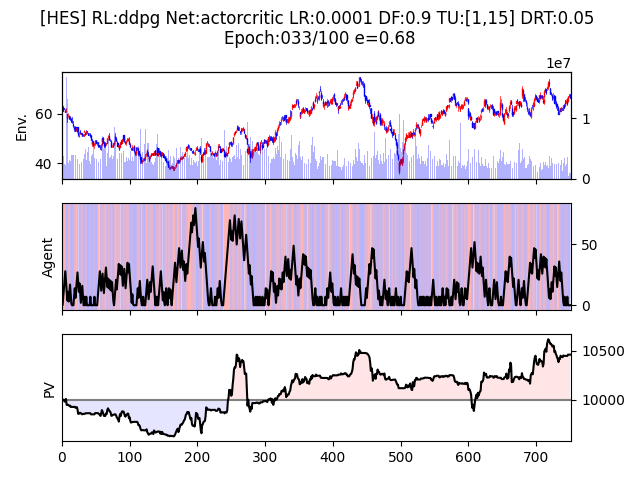 [HES] RL:ddpg Net:actorcritic LR:0.0001 DF:0.9 TU:[1,15] DRT:0.05
Epoch:033/100 e=0.68
1e7
Env.
60
40
1
0
Agent
50
0
PV
10500
10000
0 100 200 300 400 500 600 700